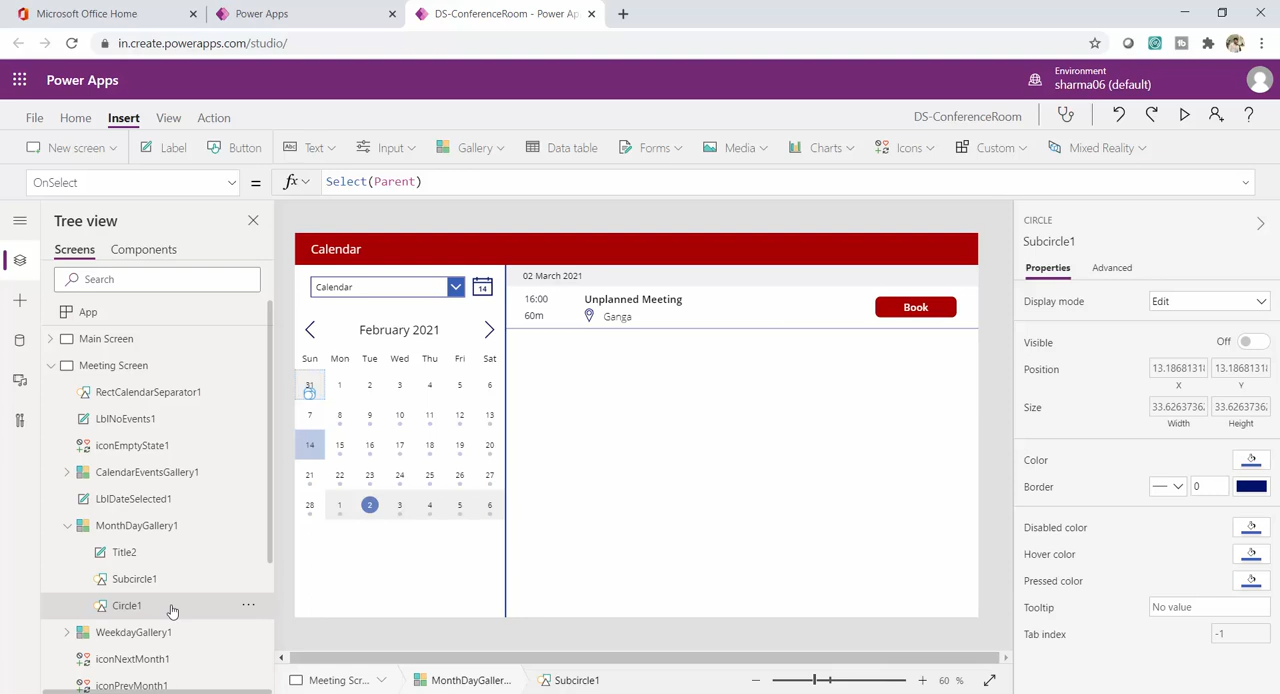 Microsoft Office Home
Power Apps
DS-ConferenceRoom - Power Ap
in.create.powerapps.com/studio/
Power Apps
Environment
sharma06 (default)
File Home Insert View Action
DS-ConferenceRoom
New screen Label Button Text Input Gallery Data table Forms Media Charts Icons Custom Mixed Reality
OnSelect = fx Select(Parent)
Tree view
Screens Components
Search
App
Main Screen
Meeting Screen
RectCalendarSeparator1
LblNoEvents1
iconEmptyState1
CalendarEventsGallery1
LblDateSelected1
MonthDayGallery1
Title2
Subcircle1
Circle1
WeekdayGallery1
iconNextMonth1
iconPrevMonth1
Calendar
Calendar
14
February 2021
Sun Mon Tue Wed Thu Fri Sat
31 1 2 3 4 5 6
7 8 9 10 11 12 13
14 15 16 17 18 19 20
21 22 23 24 25 26 27
28 1 2 3 4 5 6
02 March 2021
16:00 Unplanned Meeting
60m Ganga
Book
CIRCLE
Subcircle1
Properties Advanced
Display mode Edit
Visible Off
Position 13.1868131 13.1868131
X Y
Size 33.6263736 33.6263736
Width Height
Color
Border 0
Disabled color
Hover color
Pressed color
Tooltip No value
Tab index -1
Meeting Scr... MonthDayGaller... Subcircle1
60 %